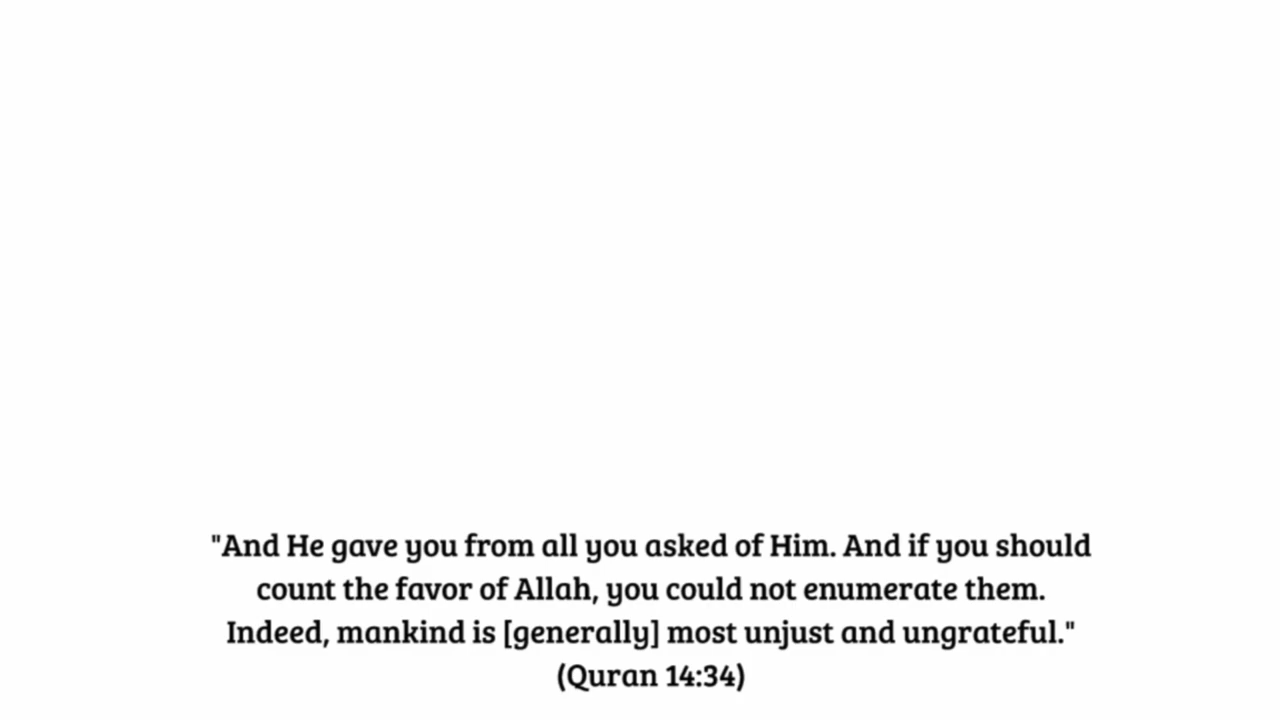 "And He gave you from all you asked of Him. And if you should
count the favor of Allah, you could not enumerate them.
Indeed, mankind is [generally] most unjust and ungrateful."
(Quran 14:34)